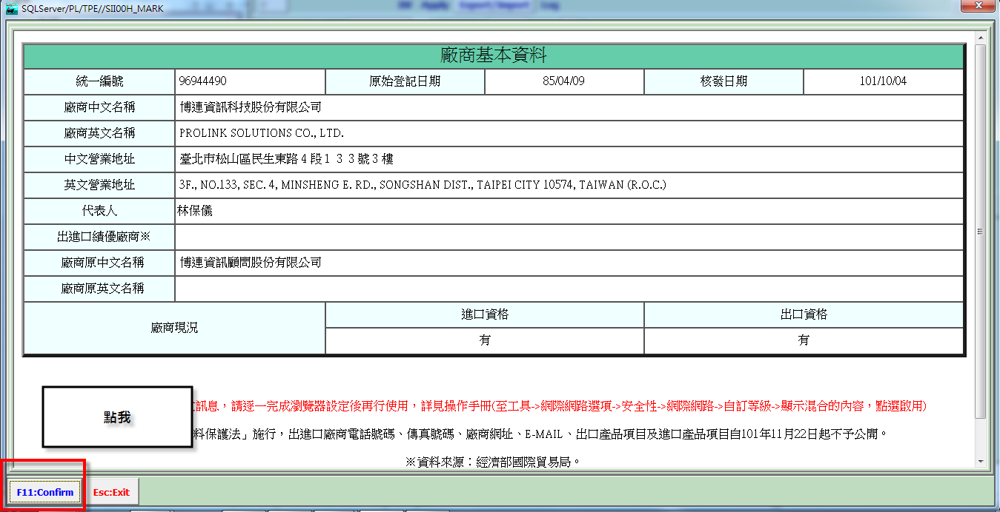 SQLServer/PL/TPE//SII00H_MARK
廠商基本資料
統一編號 96944490 原始登記日期 85/04/09 核發日期 101/10/04
廠商中文名稱 博連資訊科技股份有限公司
廠商英文名稱 PROLINK SOLUTIONS CO., LTD.
中文營業地址 臺北市松山區民生東路４段１３３號３樓
英文營業地址 3F., NO.133, SEC. 4, MINSHENG E. RD., SONGSHAN DIST., TAIPEI CITY 10574, TAIWAN (R.O.C.)
代表人 林保儀
出進口績優廠商※
廠商原中文名稱 博連資訊顧問股份有限公司
廠商原英文名稱
廠商現況 進口資格 出口資格
有 有
訊息，請逐一完成瀏覽器設定後再行使用，詳見操作手冊(至工具->網際網路選項->安全性->網際網路->自訂等級->顯示混合的內容，點選啟用)
點我
料保護法」施行，出進口廠商電話號碼、傳真號碼、廠商網址、E-MAIL、出口產品項目及進口產品項目自101年11月22日起不予公開。
※資料來源：經濟部國際貿易局。
F11:Confirm Esc:Exit